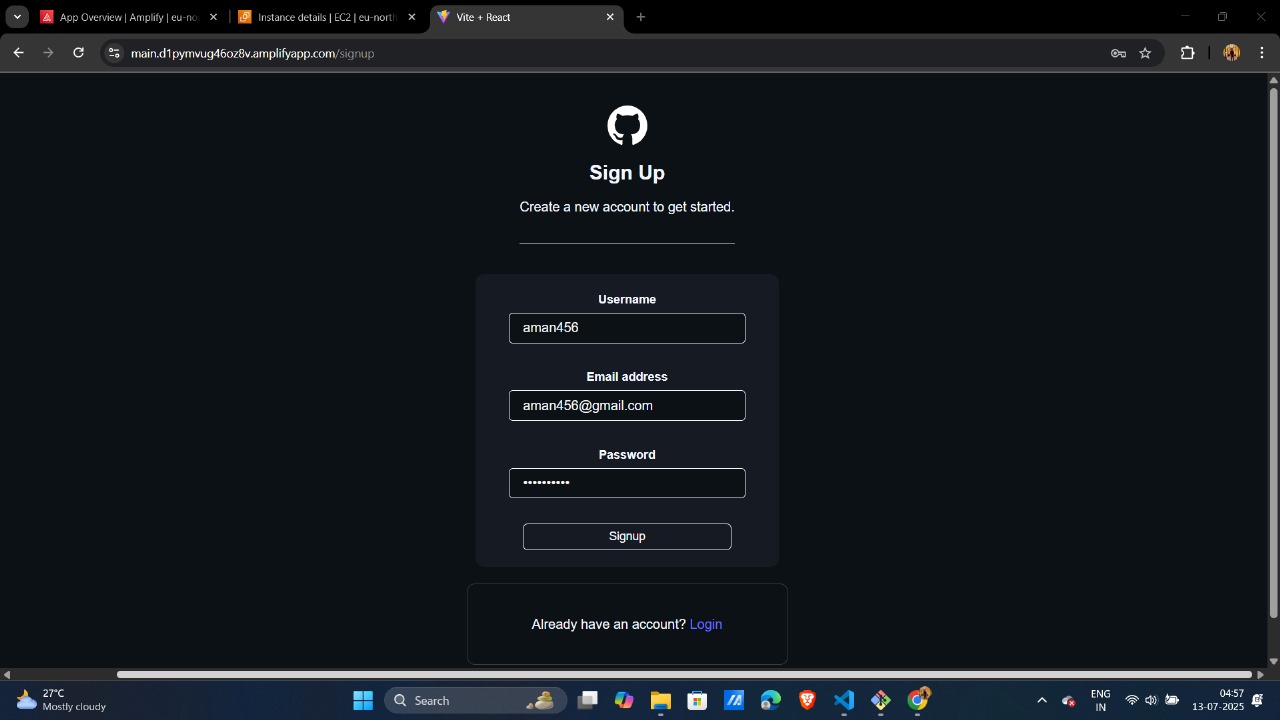 App Overview | Amplify | eu-no
Instance details | EC2 | eu-north
Vite + React
main.d1pymvug46oz8v.amplifyapp.com/signup
Sign Up
Create a new account to get started.
Username
aman456
Email address
aman456@gmail.com
Password
••••••••••
Signup
Already have an account? Login
27°C
Mostly cloudy
Search
ENG
IN
04:57
13-07-2025